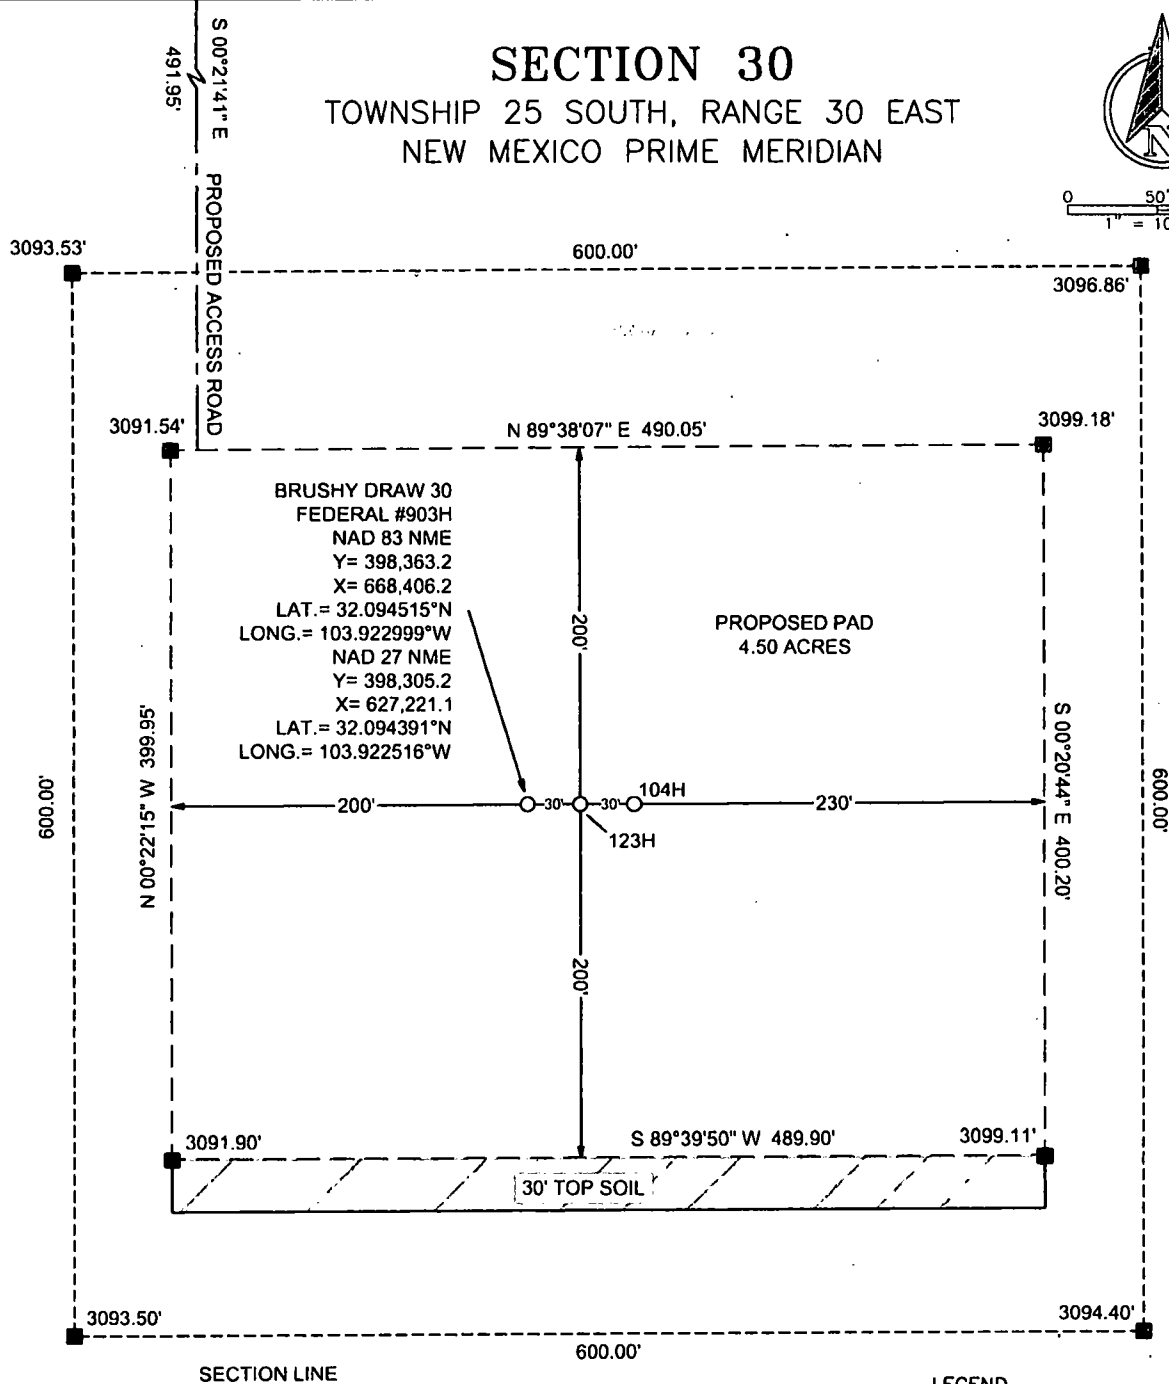 SECTION 30
TOWNSHIP 25 SOUTH, RANGE 30 EAST
NEW MEXICO PRIME MERIDIAN
S 00°21'41" E
491.95'
PROPOSED ACCESS ROAD
N
0 50'
1" = 10
3093.53'
600.00'
3096.86'
3091.54'
N 89°38'07" E 490.05'
3099.18'
BRUSHY DRAW 30
FEDERAL #903H
NAD 83 NME
Y= 398,363.2
X= 668,406.2
LAT.= 32.094515°N
LONG.= 103.922999°W
NAD 27 NME
Y= 398,305.2
X= 627,221.1
LAT.= 32.094391°N
LONG.= 103.922516°W
200'
PROPOSED PAD
4.50 ACRES
600.00'
N 00°22'15" W 399.95'
200'
30'
30'
104H
230'
123H
S 00°20'44" E 400.20'
600.00'
200'
3091.90'
S 89°39'50" W 489.90'
3099.11'
30' TOP SOIL
3093.50'
3094.40'
600.00'
SECTION LINE
LEGEND